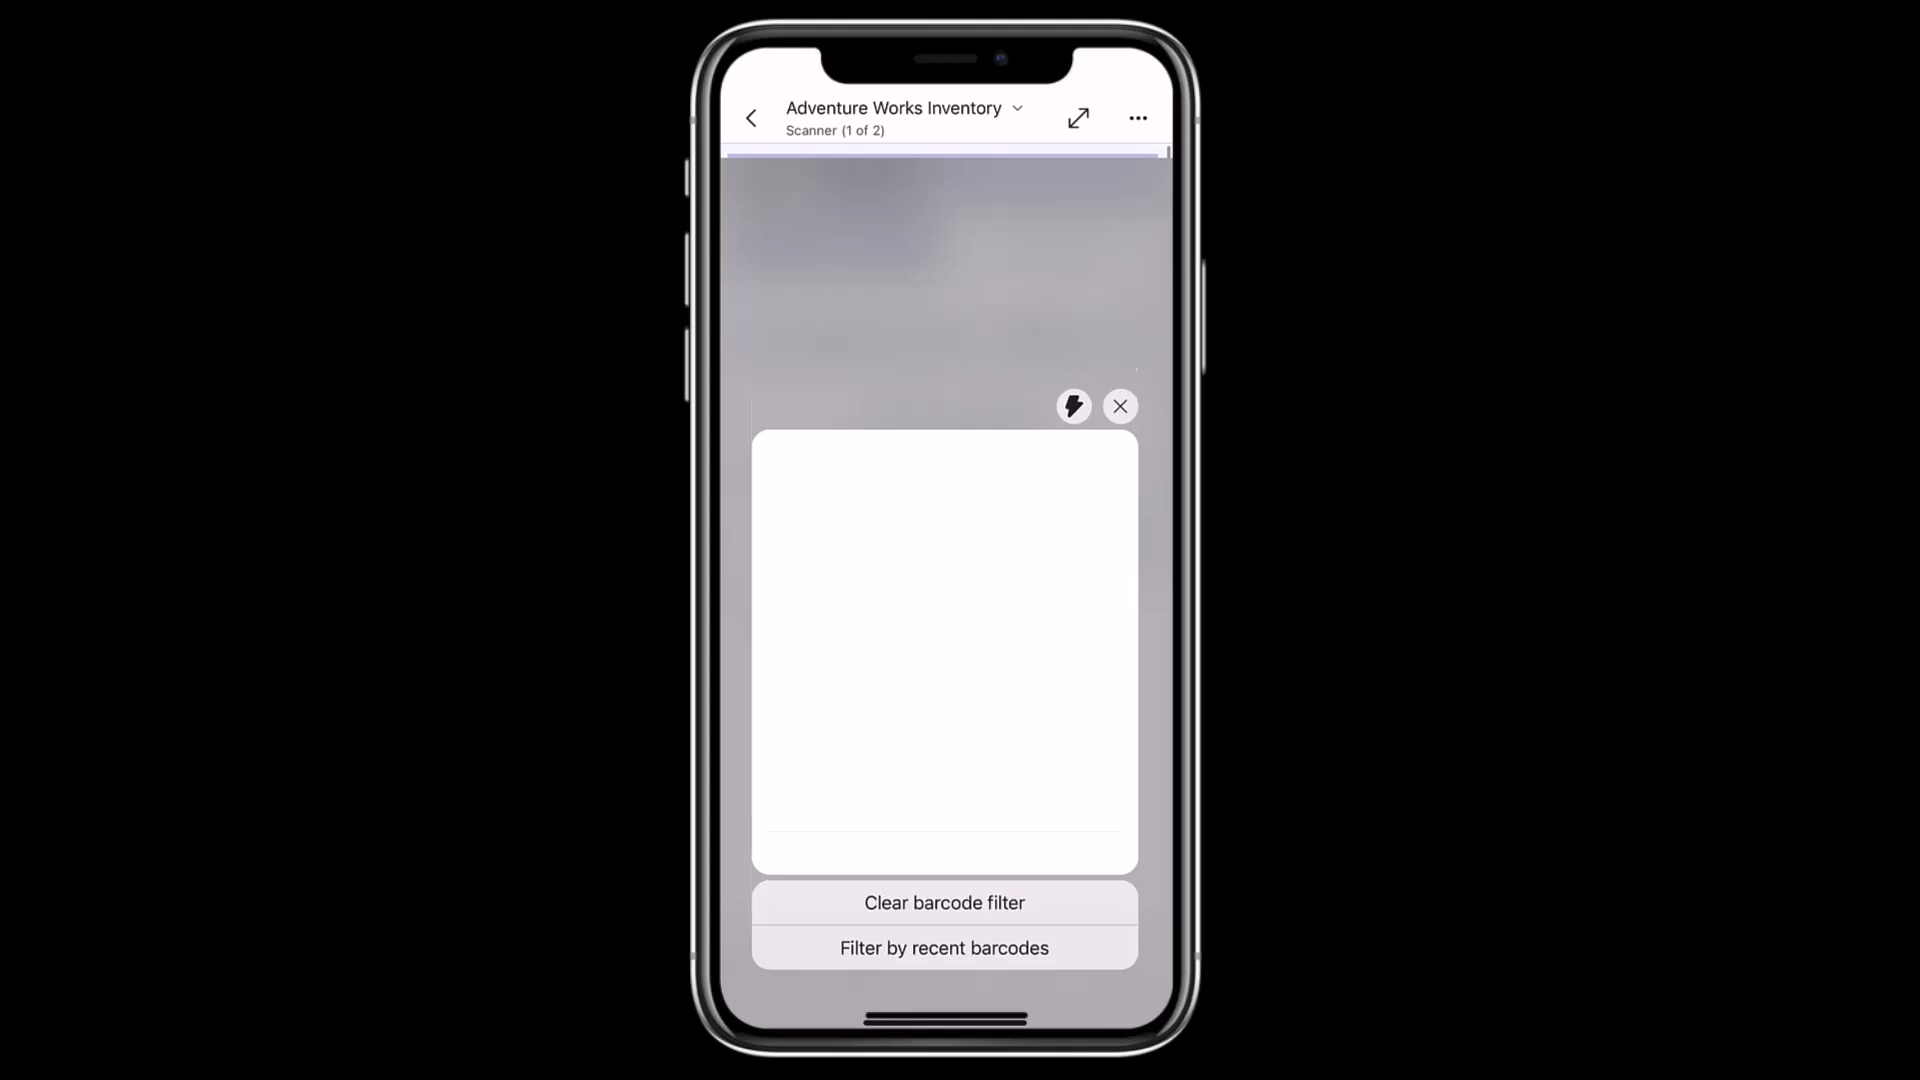 Adventure Works Inventory
Scanner (1 of 2)
Clear barcode filter
Filter by recent barcodes